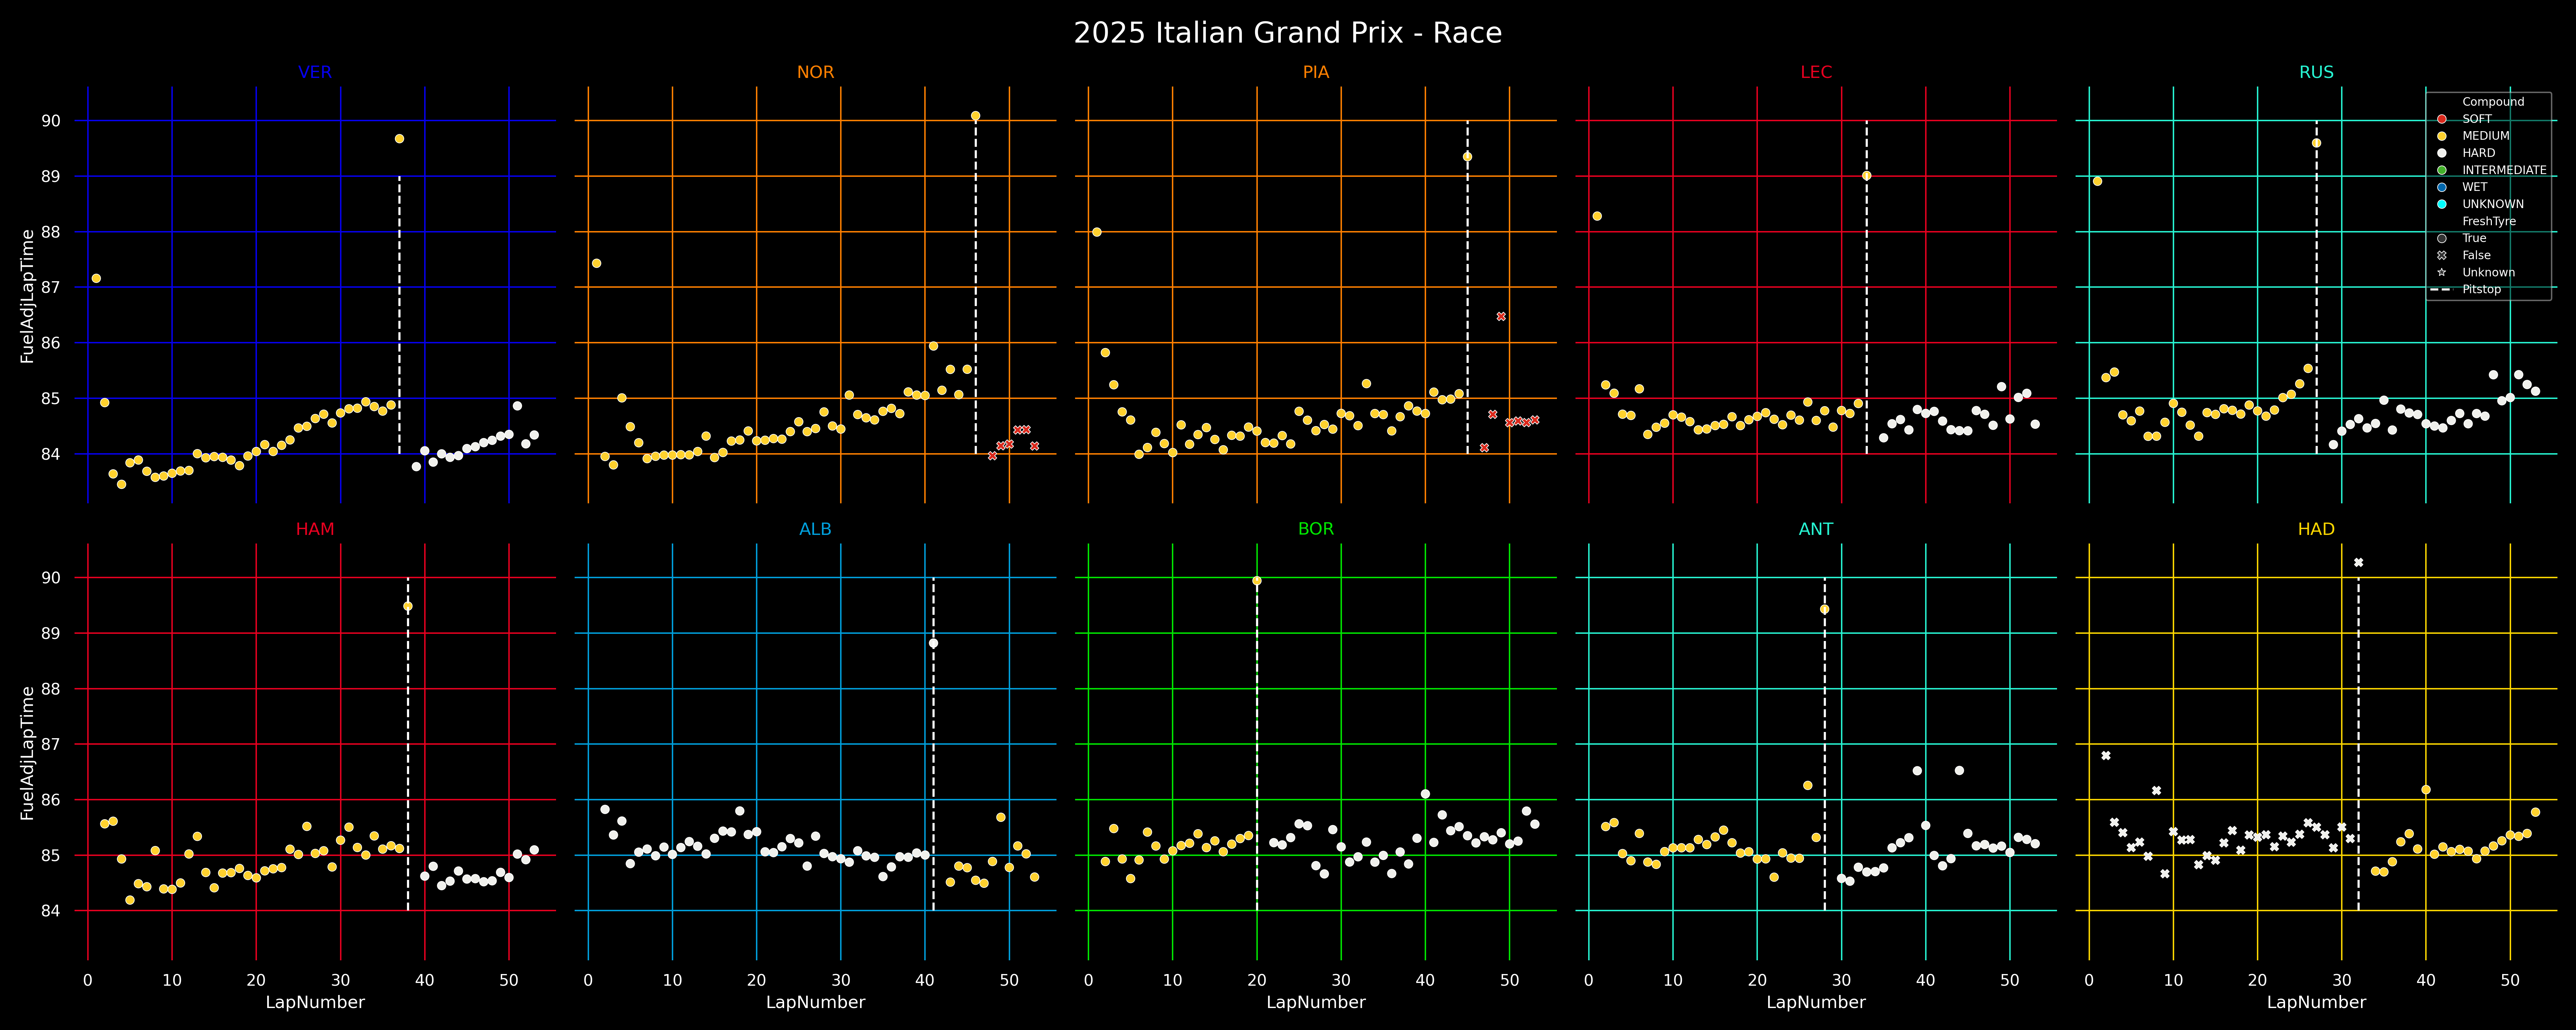 2025 Italian Grand Prix - Race
VER
NOR
PIA
LEC
RUS
FuelAdjLapTime
90
89
88
87
86
85
84
Compound
SOFT
MEDIUM
HARD
INTERMEDIATE
WET
UNKNOWN
FreshTyre
True
False
Unknown
Pitstop
HAM
ALB
BOR
ANT
HAD
FuelAdjLapTime
90
89
88
87
86
85
84
0 10 20 30 40 50
0 10 20 30 40 50
0 10 20 30 40 50
0 10 20 30 40 50
0 10 20 30 40 50
LapNumber
LapNumber
LapNumber
LapNumber
LapNumber